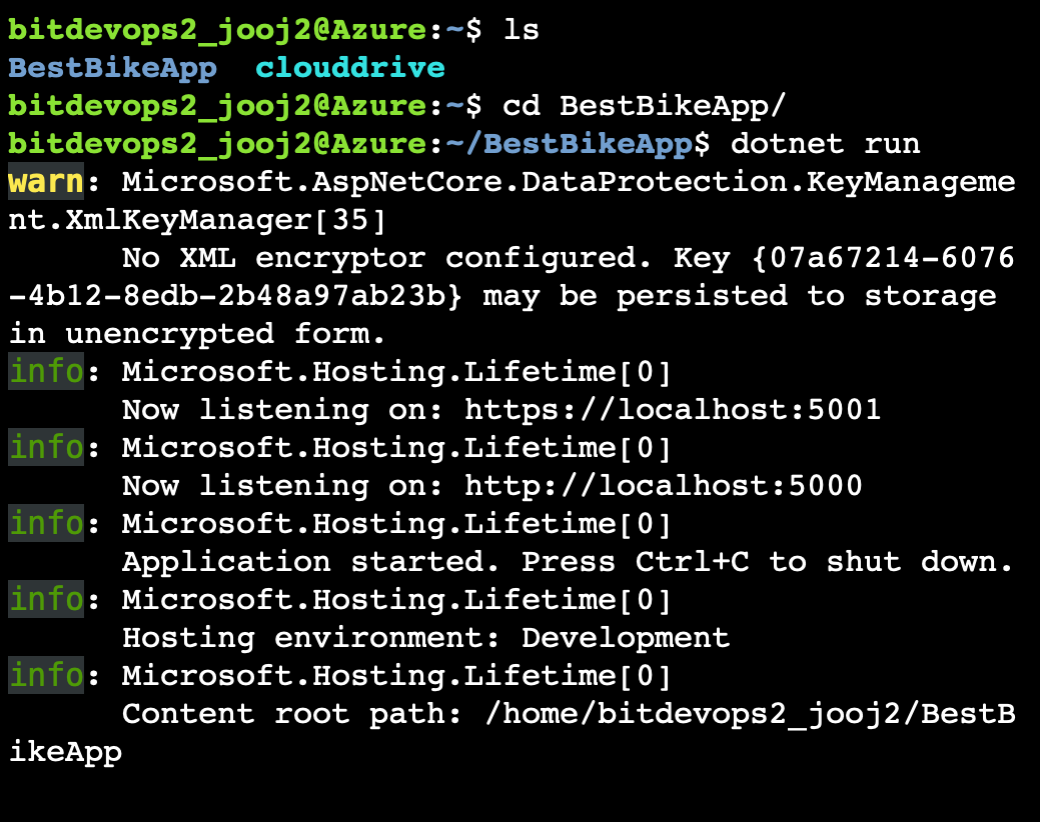 bitdevops2_jooj2@Azure:~$ ls
BestBikeApp  clouddrive
bitdevops2_jooj2@Azure:~$ cd BestBikeApp/
bitdevops2_jooj2@Azure:~/BestBikeApp$ dotnet run
warn: Microsoft.AspNetCore.DataProtection.KeyManageme
nt.XmlKeyManager[35]
      No XML encryptor configured. Key {07a67214-6076
-4b12-8edb-2b48a97ab23b} may be persisted to storage
in unencrypted form.
info: Microsoft.Hosting.Lifetime[0]
      Now listening on: https://localhost:5001
info: Microsoft.Hosting.Lifetime[0]
      Now listening on: http://localhost:5000
info: Microsoft.Hosting.Lifetime[0]
      Application started. Press Ctrl+C to shut down.
info: Microsoft.Hosting.Lifetime[0]
      Hosting environment: Development
info: Microsoft.Hosting.Lifetime[0]
      Content root path: /home/bitdevops2_jooj2/BestB
ikeApp